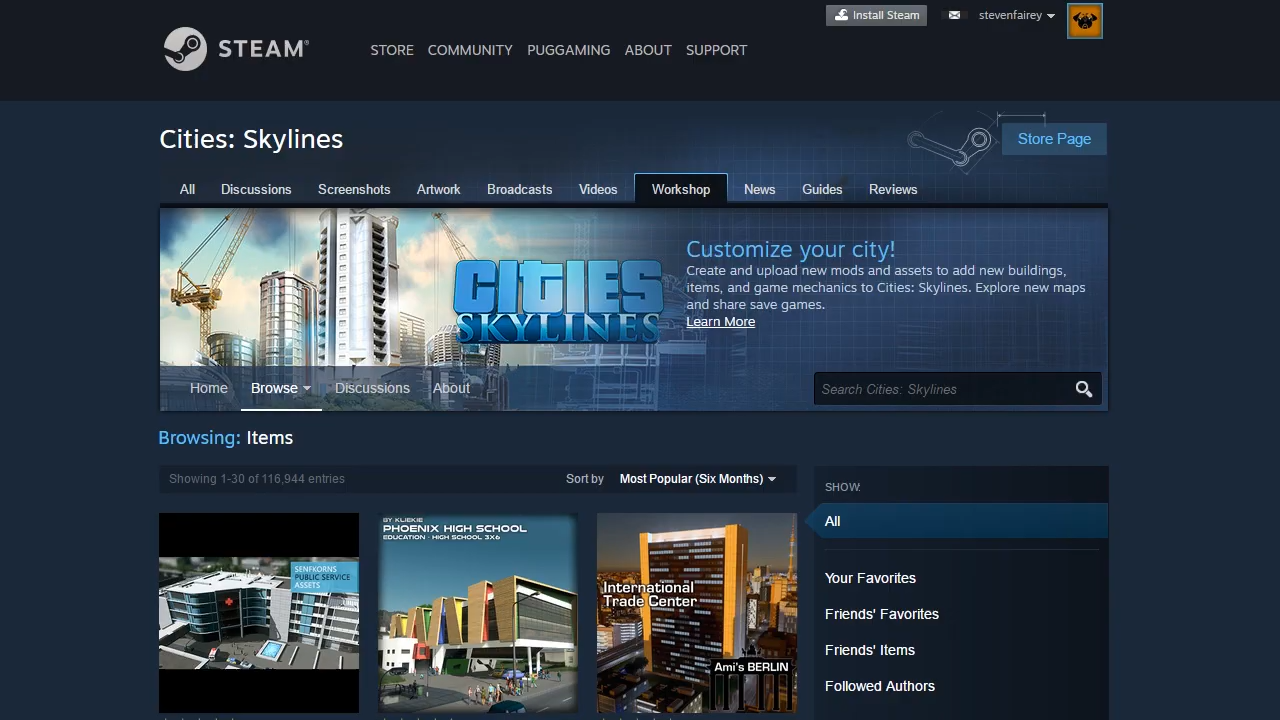 Install Steam
stevenfairey
STEAM®
STORE COMMUNITY PUGGAMING ABOUT SUPPORT
Cities: Skylines
Store Page
All Discussions Screenshots Artwork Broadcasts Videos Workshop News Guides Reviews
CITIES
SKYLINES
Customize your city!
Create and upload new mods and assets to add new buildings,
items, and game mechanics to Cities: Skylines. Explore new maps
and share save games.
Learn More
Home Browse Discussions About
Search Cities: Skylines
Browsing: Items
Showing 1-30 of 116,944 entries
Sort by Most Popular (Six Months)
SENFKORNS
PUBLIC SERVICE
ASSETS
BY KLIEKIE
PHOENIX HIGH SCHOOL
EDUCATION - HIGH SCHOOL 3X6
International
Trade Center
Ami's BERLIN
SHOW:
All
Your Favorites
Friends' Favorites
Friends' Items
Followed Authors